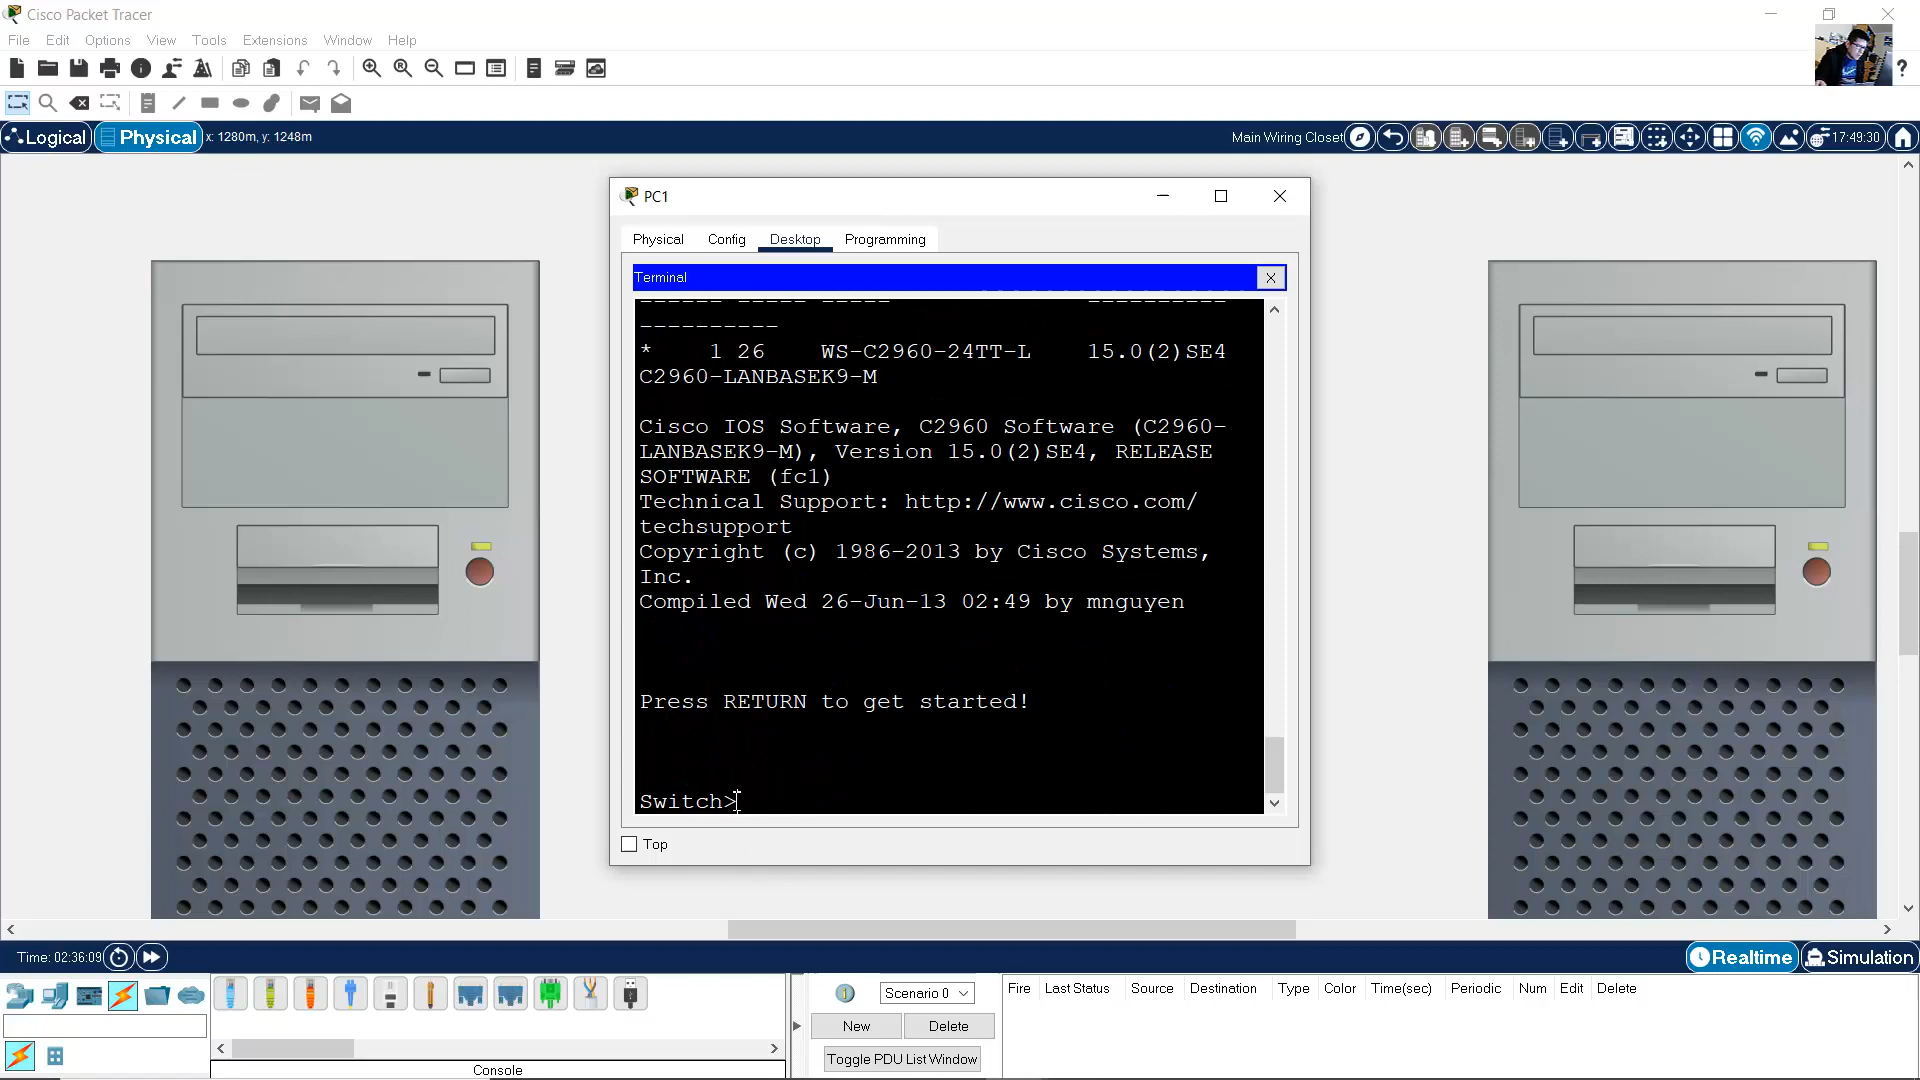 Cisco Packet Tracer
File Edit Options View Tools Extensions Window Help
Logical Physical x: 1280m, y: 1248m Main Wiring Closet 17:49:30
PC1
Physical Config Desktop Programming
Terminal X
------ ----- ----- ----------
----------
* 1 26 WS-C2960-24TT-L 15.0(2)SE4
C2960-LANBASEK9-M
Cisco IOS Software, C2960 Software (C2960-
LANBASEK9-M), Version 15.0(2)SE4, RELEASE
SOFTWARE (fc1)
Technical Support: http://www.cisco.com/
techsupport
Copyright (c) 1986-2013 by Cisco Systems,
Inc.
Compiled Wed 26-Jun-13 02:49 by mnguyen
Press RETURN to get started!
Switch>
Top
Time: 02:36:09 Realtime Simulation
Scenario 0
New Delete
Toggle PDU List Window
Fire Last Status Source Destination Type Color Time(sec) Periodic Num Edit Delete
Console